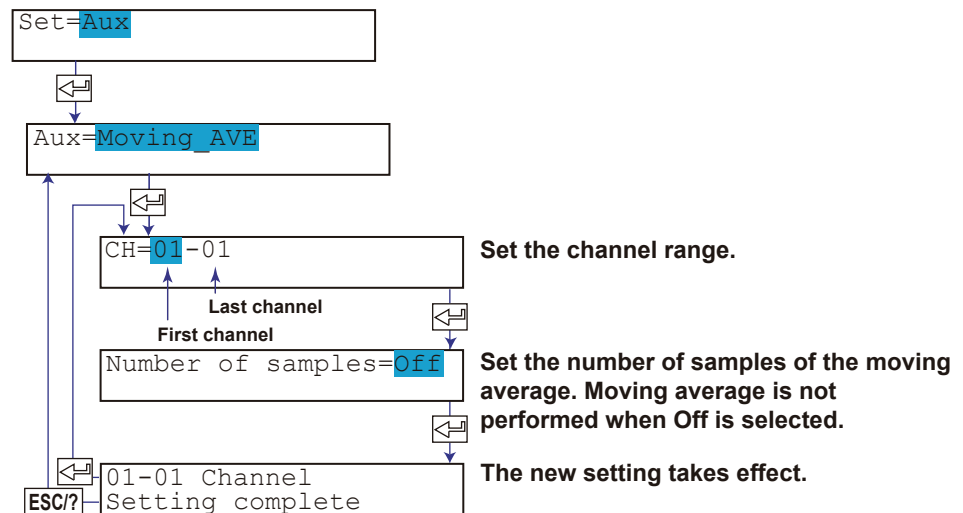 Set=Aux
Aux=Moving_AVE
CH=01-01
Set the channel range.
Last channel
First channel
Number of samples=Off
Set the number of samples of the moving
average. Moving average is not
performed when Off is selected.
01-01 Channel
Setting complete
The new setting takes effect.
ESC/?